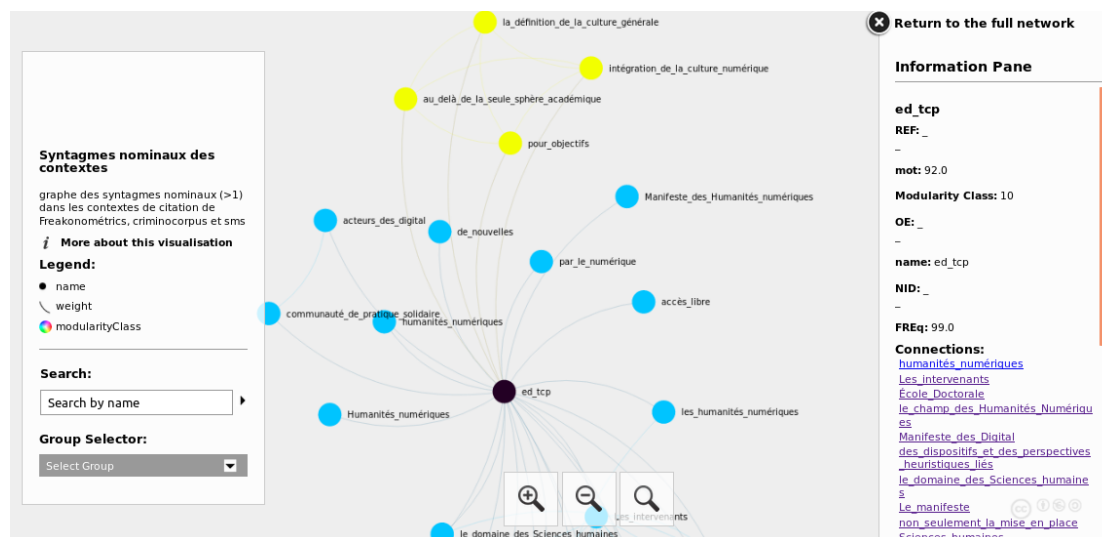 Return to the full network
Information Pane
ed_tcp
REF: _
_
mot: 92.0
Modularity Class: 10
OE: _
_
name: ed_tcp
NID: _
_
FREq: 99.0
Connections:
humanités_numériques
Les_intervenants
École_Doctorale
le_champ_des_Humanités_Numériqu
es
Manifeste_des_Digital
des_dispositifs_et_des_perspectives
_heuristiques_liés
le_domaine_des_Sciences_humaine
s
Le_manifeste
non_seulement_la_mise_en_place
Sciences_humaines
Syntagmes nominaux des
contextes
graphe des syntagmes nominaux (>1)
dans les contextes de citation de
Freakonométrics, criminocorpus et sms
i More about this visualisation
Legend:
name
weight
modularityClass
Search:
Search by name
Group Selector:
Select Group
la_définition_de_la_culture_générale
intégration_de_la_culture_numérique
au_delà_de_la_seule_sphère_académique
pour_objectifs
Manifeste_des_Humanités_numériques
acteurs_des_digital
de_nouvelles
par_le_numérique
accès_libre
communauté_de_pratique_solidaire
humanités_numériques
ed_tcp
Humanités_numériques
les_humanités_numériques
Les_intervenants
le_domaine_des_Sciences_humaines